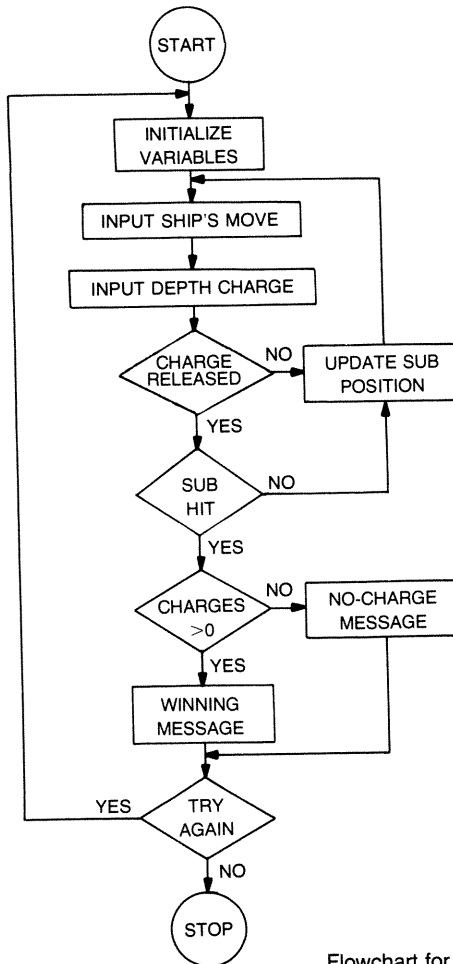 START
INITIALIZE
VARIABLES
INPUT SHIP'S MOVE
INPUT DEPTH CHARGE
CHARGE
RELEASED
NO
UPDATE SUB
POSITION
YES
SUB
HIT
NO
YES
CHARGES
>0
NO
NO-CHARGE
MESSAGE
YES
WINNING
MESSAGE
YES
TRY
AGAIN
NO
STOP
Flowchart for